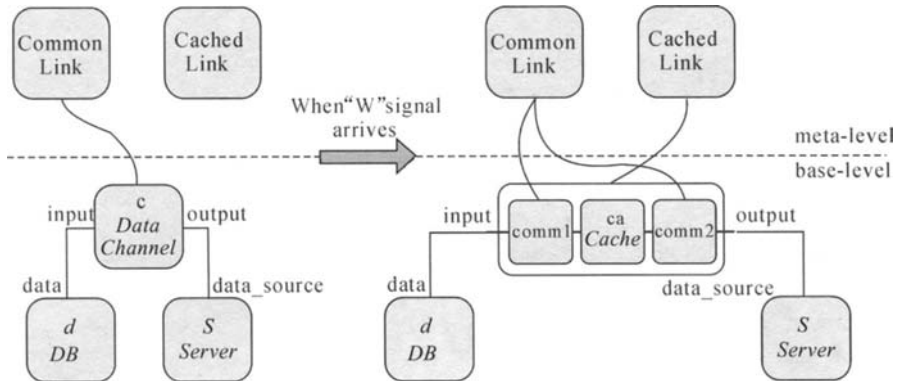 Common
Link
Cached
Link
When“W”signal
arrives
Common
Link
Cached
Link
meta-level
base-level
c
Data
Channel
input
output
data
data_source
d
DB
S
Server
input
comm1
ca
Cache
comm2
output
data
data_source
d
DB
S
Server